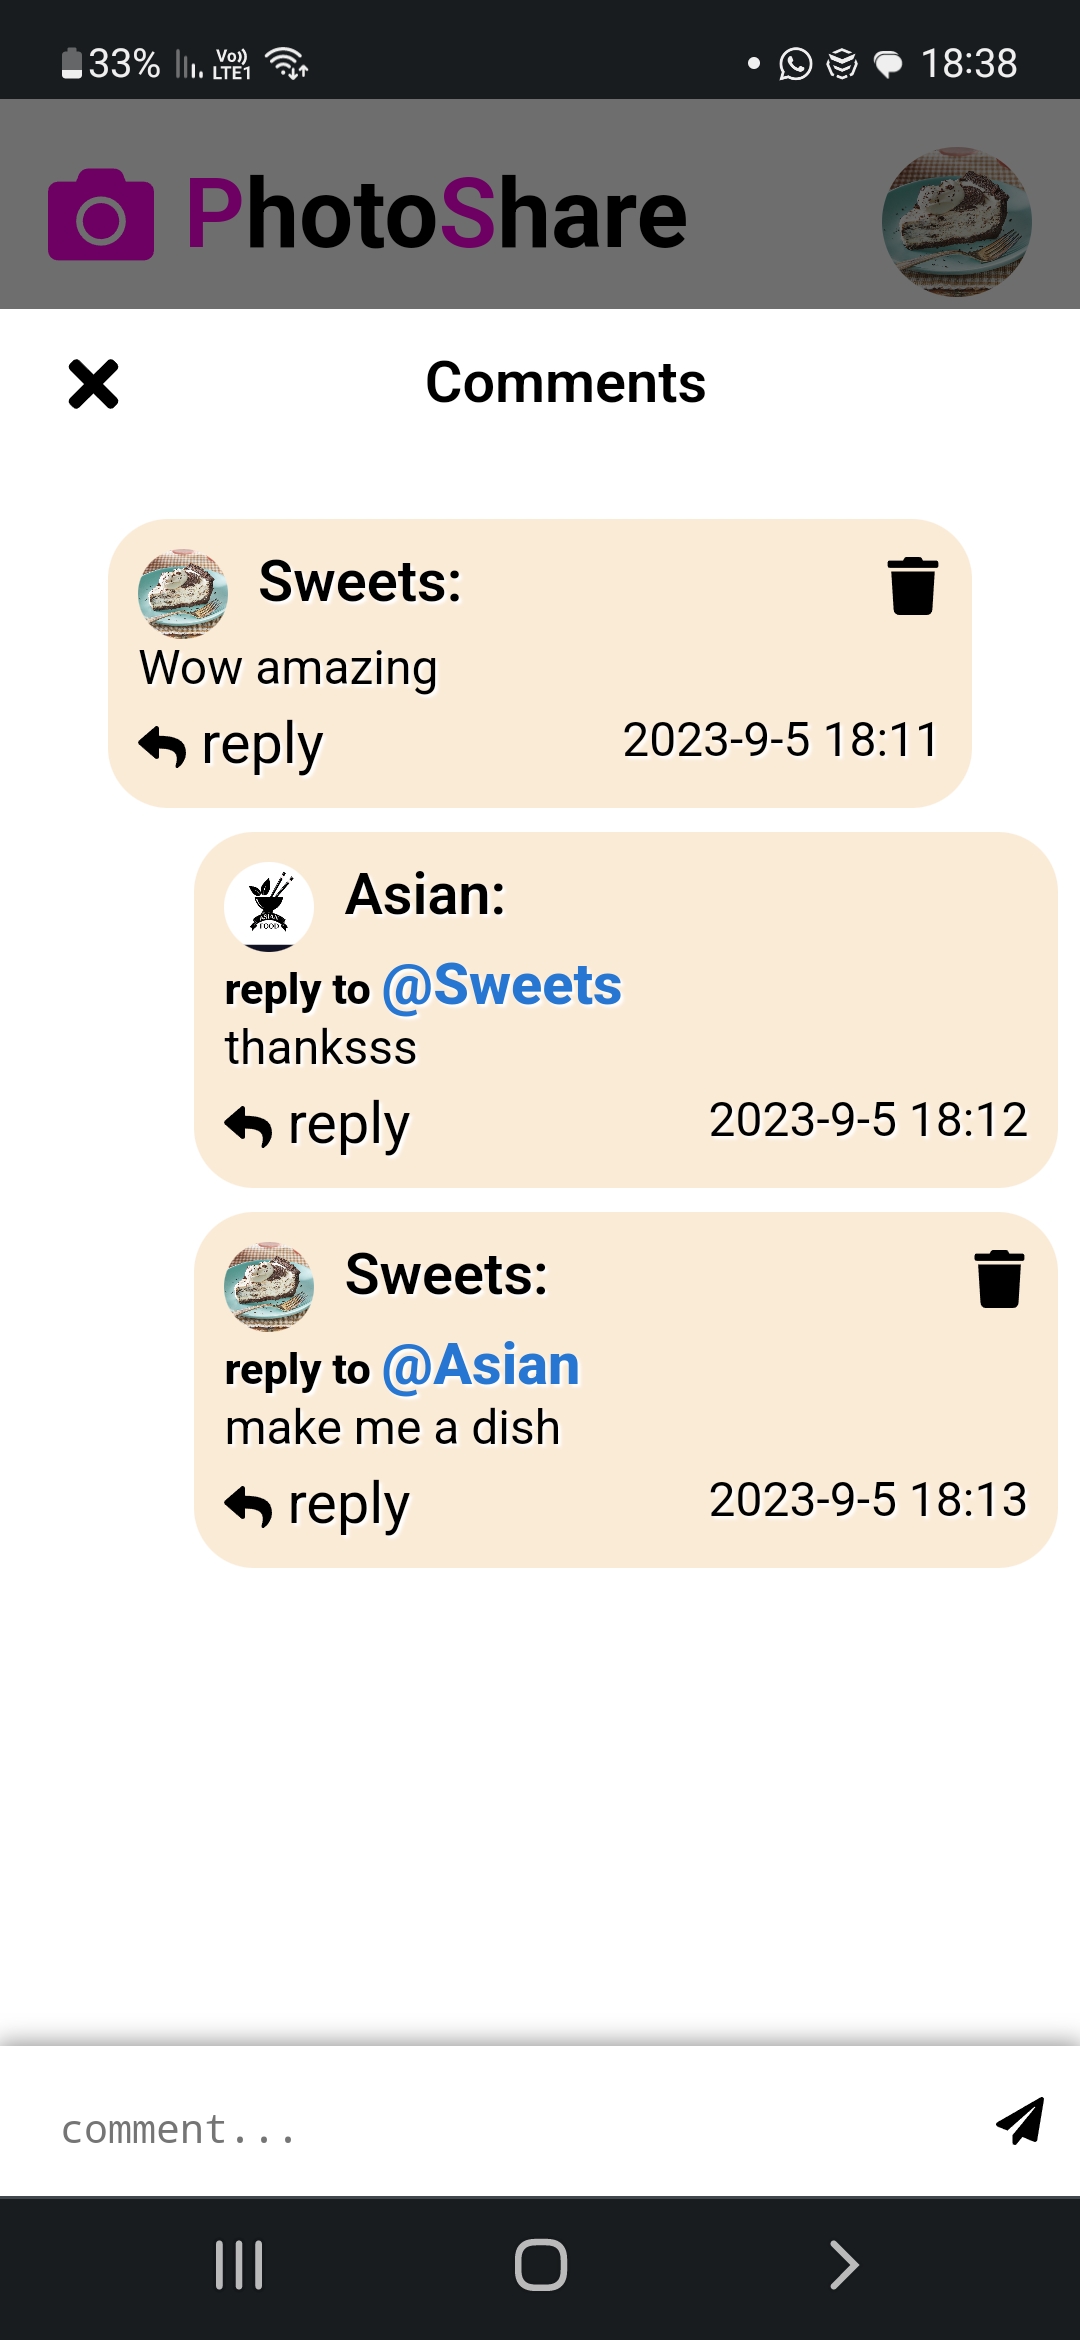 33% Vo)) LTE1 18:38
PhotoShare
Comments
Sweets:
Wow amazing
reply 2023-9-5 18:11
ASIAN
FOOD
Asian:
reply to @Sweets
thanksss
reply 2023-9-5 18:12
Sweets:
reply to @Asian
make me a dish
reply 2023-9-5 18:13
comment...